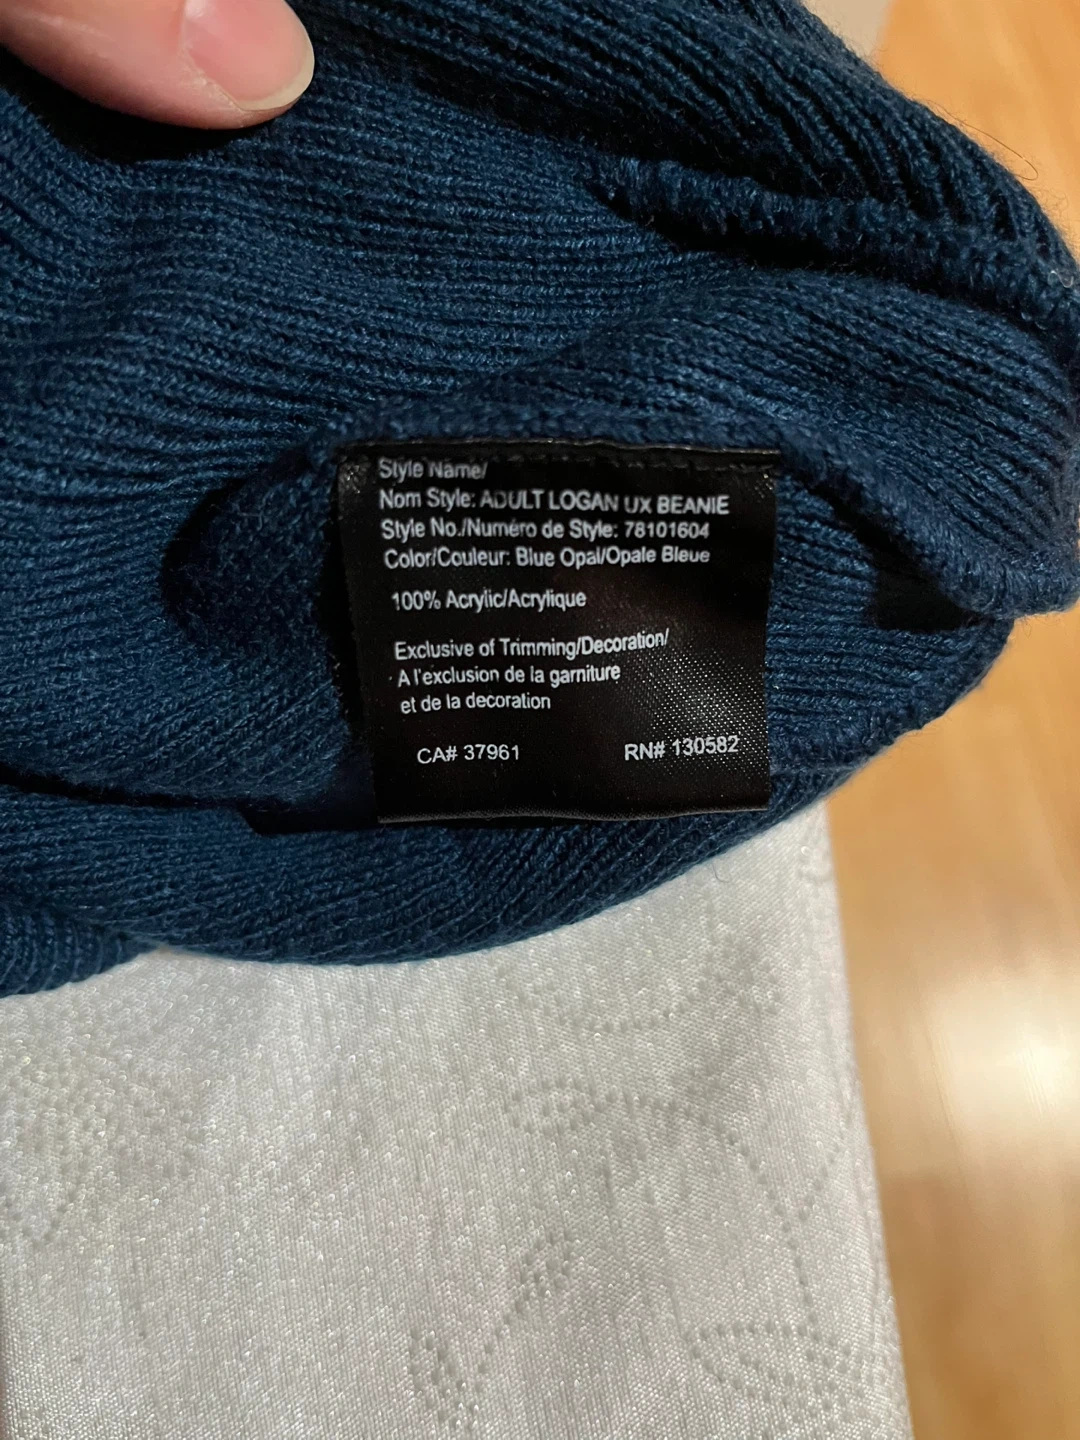 Style Name/
Nom Style: ADULT LOGAN UX BEANIE
Style No./Numéro de Style: 78101604
Color/Couleur: Blue Opal/Opale Bleue
100% Acrylic/Acrylique
Exclusive of Trimming/Decoration/
A l'exclusion de la garniture
et de la decoration
CA# 37961 RN# 130582